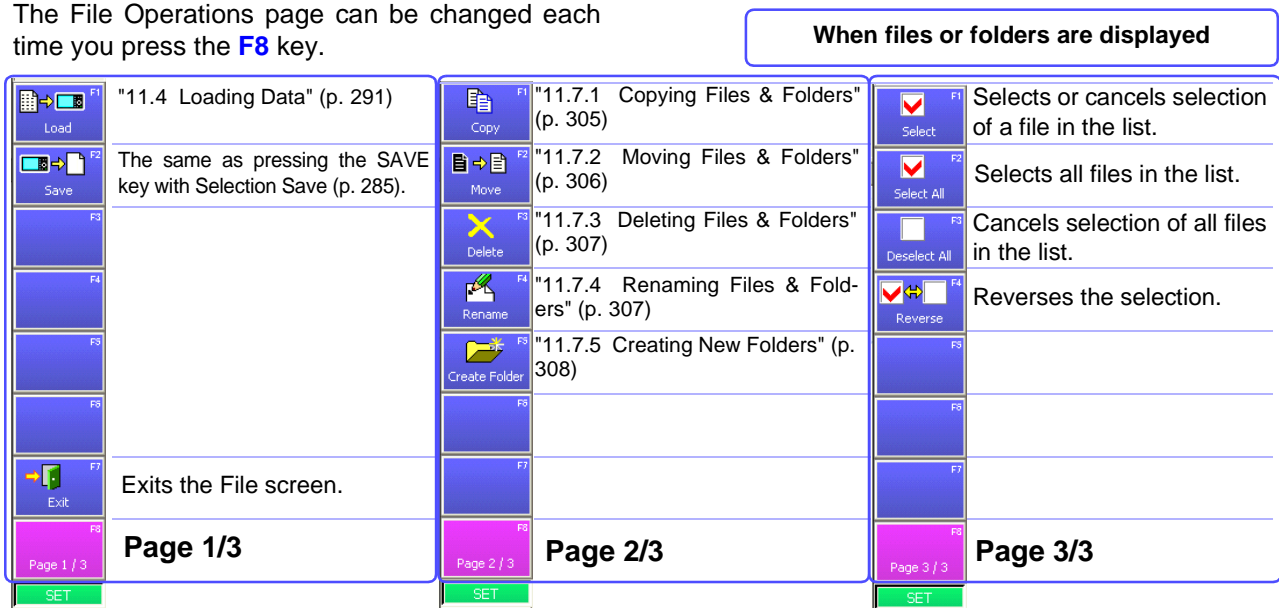 The File Operations page can be changed each
time you press the F8 key.
When files or folders are displayed
F1
Load
"11.4 Loading Data" (p. 291)
F2
Save
The same as pressing the SAVE
key with Selection Save (p. 285).
F3
F4
F5
F6
F7
Exit
Exits the File screen.
F8
Page 1 / 3
Page 1/3
SET
F1
Copy
"11.7.1 Copying Files & Folders"
(p. 305)
F2
Move
"11.7.2 Moving Files & Folders"
(p. 306)
F3
Delete
"11.7.3 Deleting Files & Folders"
(p. 307)
F4
Rename
"11.7.4 Renaming Files & Fold-
ers" (p. 307)
F5
Create Folder
"11.7.5 Creating New Folders" (p.
308)
F6
F7
F8
Page 2 / 3
Page 2/3
SET
F1
Select
Selects or cancels selection
of a file in the list.
F2
Select All
Selects all files in the list.
F3
Deselect All
Cancels selection of all files
in the list.
F4
Reverse
Reverses the selection.
F5
F6
F7
F8
Page 3 / 3
Page 3/3
SET